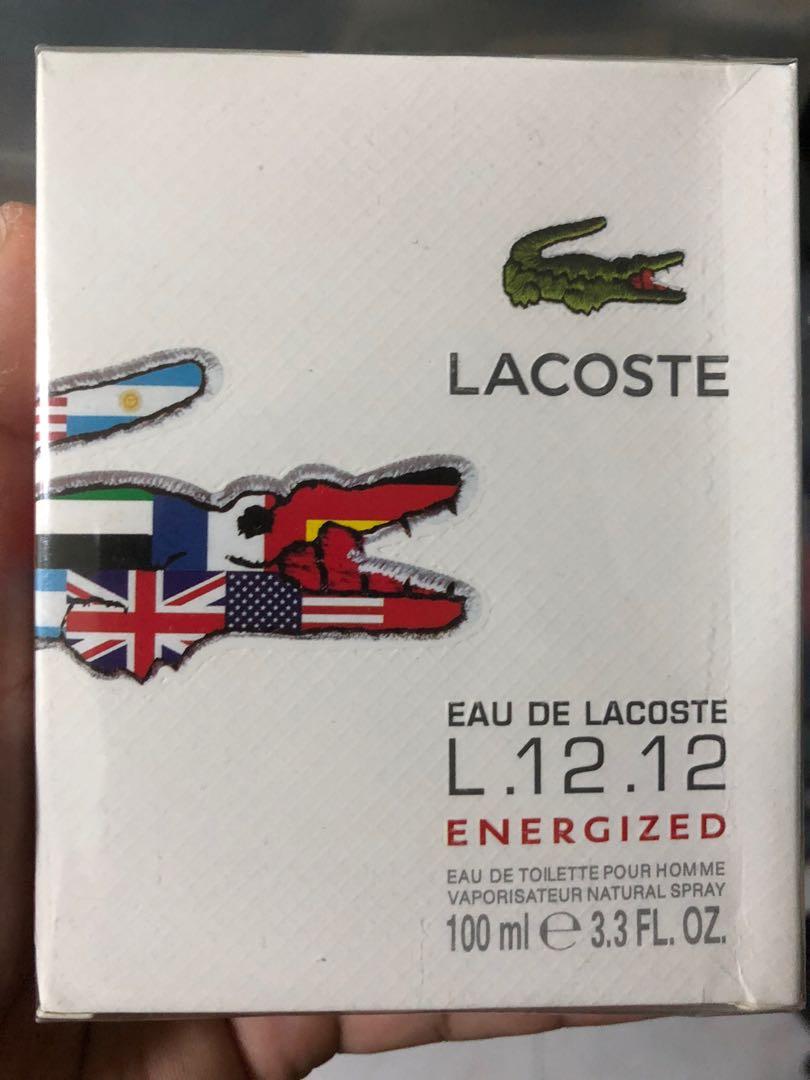 LACOSTE
EAU DE LACOSTE
L.12.12
ENERGIZED
EAU DE TOILETTE POUR HOMME
VAPORISATEUR NATURAL SPRAY
100 ml ℮ 3.3 FL. OZ.